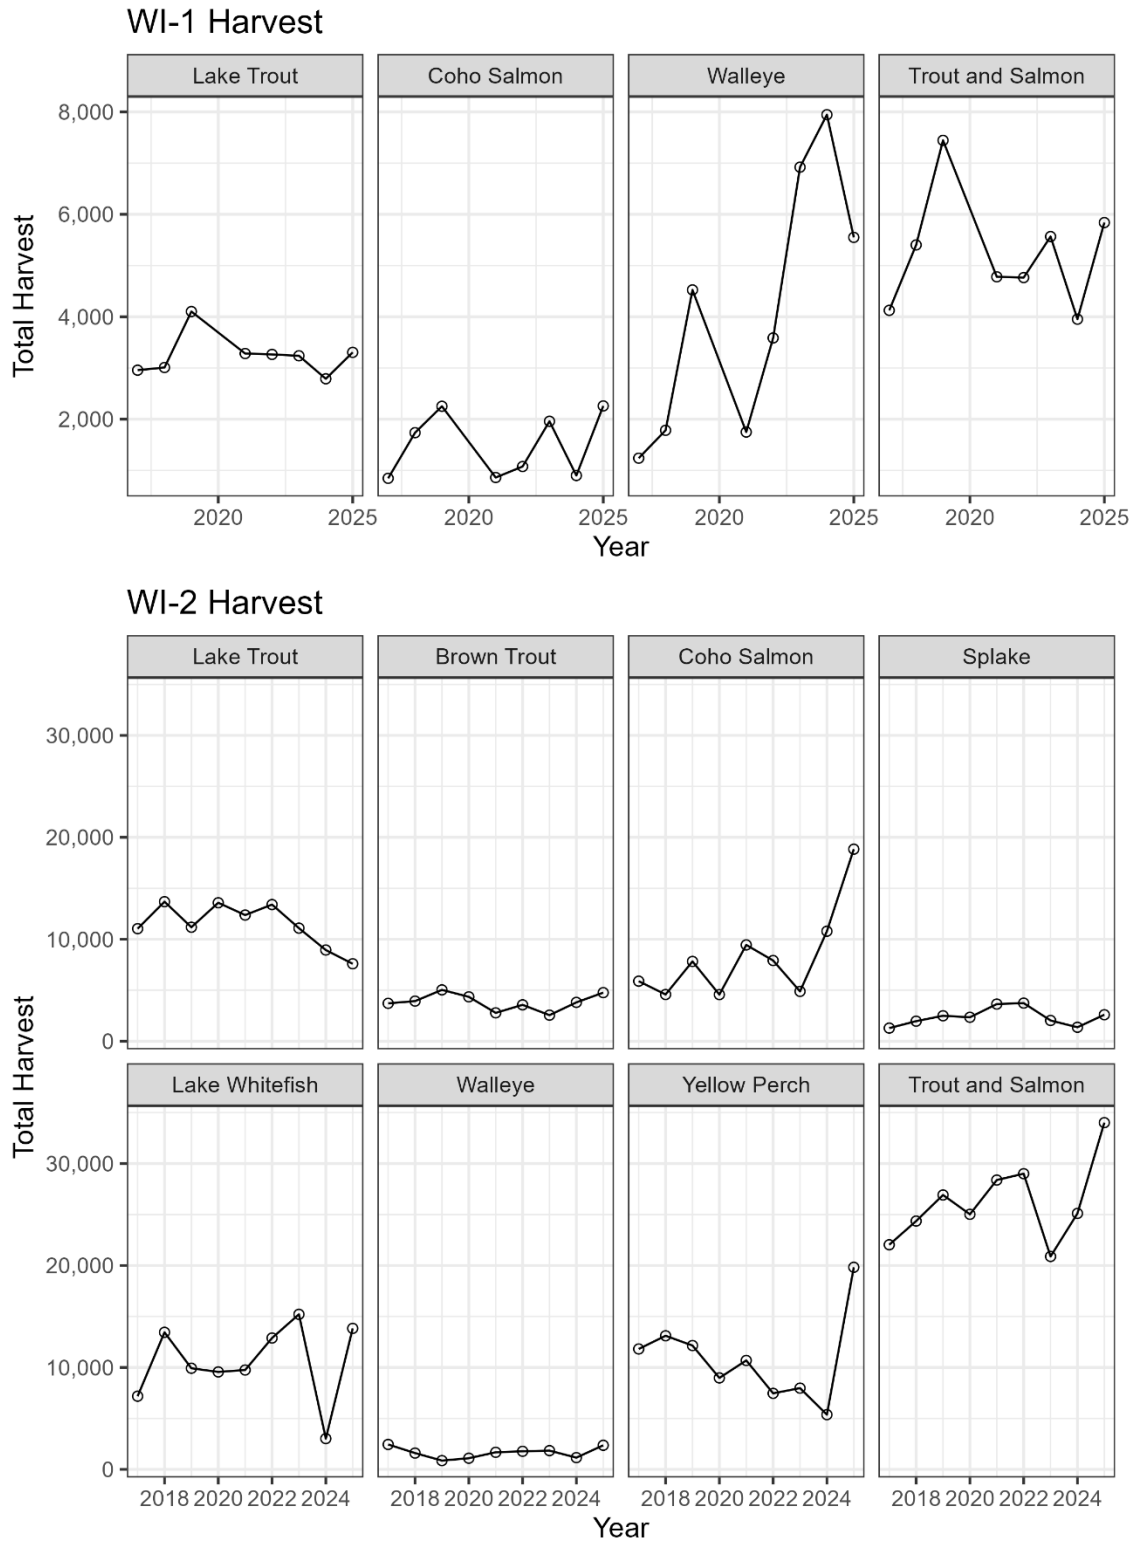 WI-1 Harvest
Lake Trout Coho Salmon Walleye Trout and Salmon
8,000
6,000
4,000
2,000
Total Harvest
2020 2025 2020 2025 2020 2025 2020 2025
Year
WI-2 Harvest
Lake Trout Brown Trout Coho Salmon Splake
30,000
20,000
10,000
0
Total Harvest
Lake Whitefish Walleye Yellow Perch Trout and Salmon
30,000
20,000
10,000
0
2018 2020 2022 2024 2018 2020 2022 2024 2018 2020 2022 2024 2018 2020 2022 2024
Year